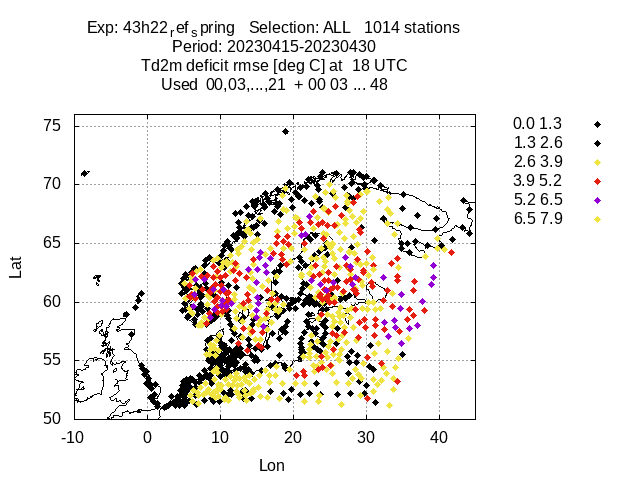 Exp: 43h22ref_spring   Selection: ALL   1014 stations
Period: 20230415-20230430
Td2m deficit rmse [deg C] at  18 UTC
Used  00,03,...,21  + 00 03 ... 48
0.0 1.3
1.3 2.6
2.6 3.9
3.9 5.2
5.2 6.5
6.5 7.9
75
70
65
60
55
50
Lat
-10 0 10 20 30 40
Lon